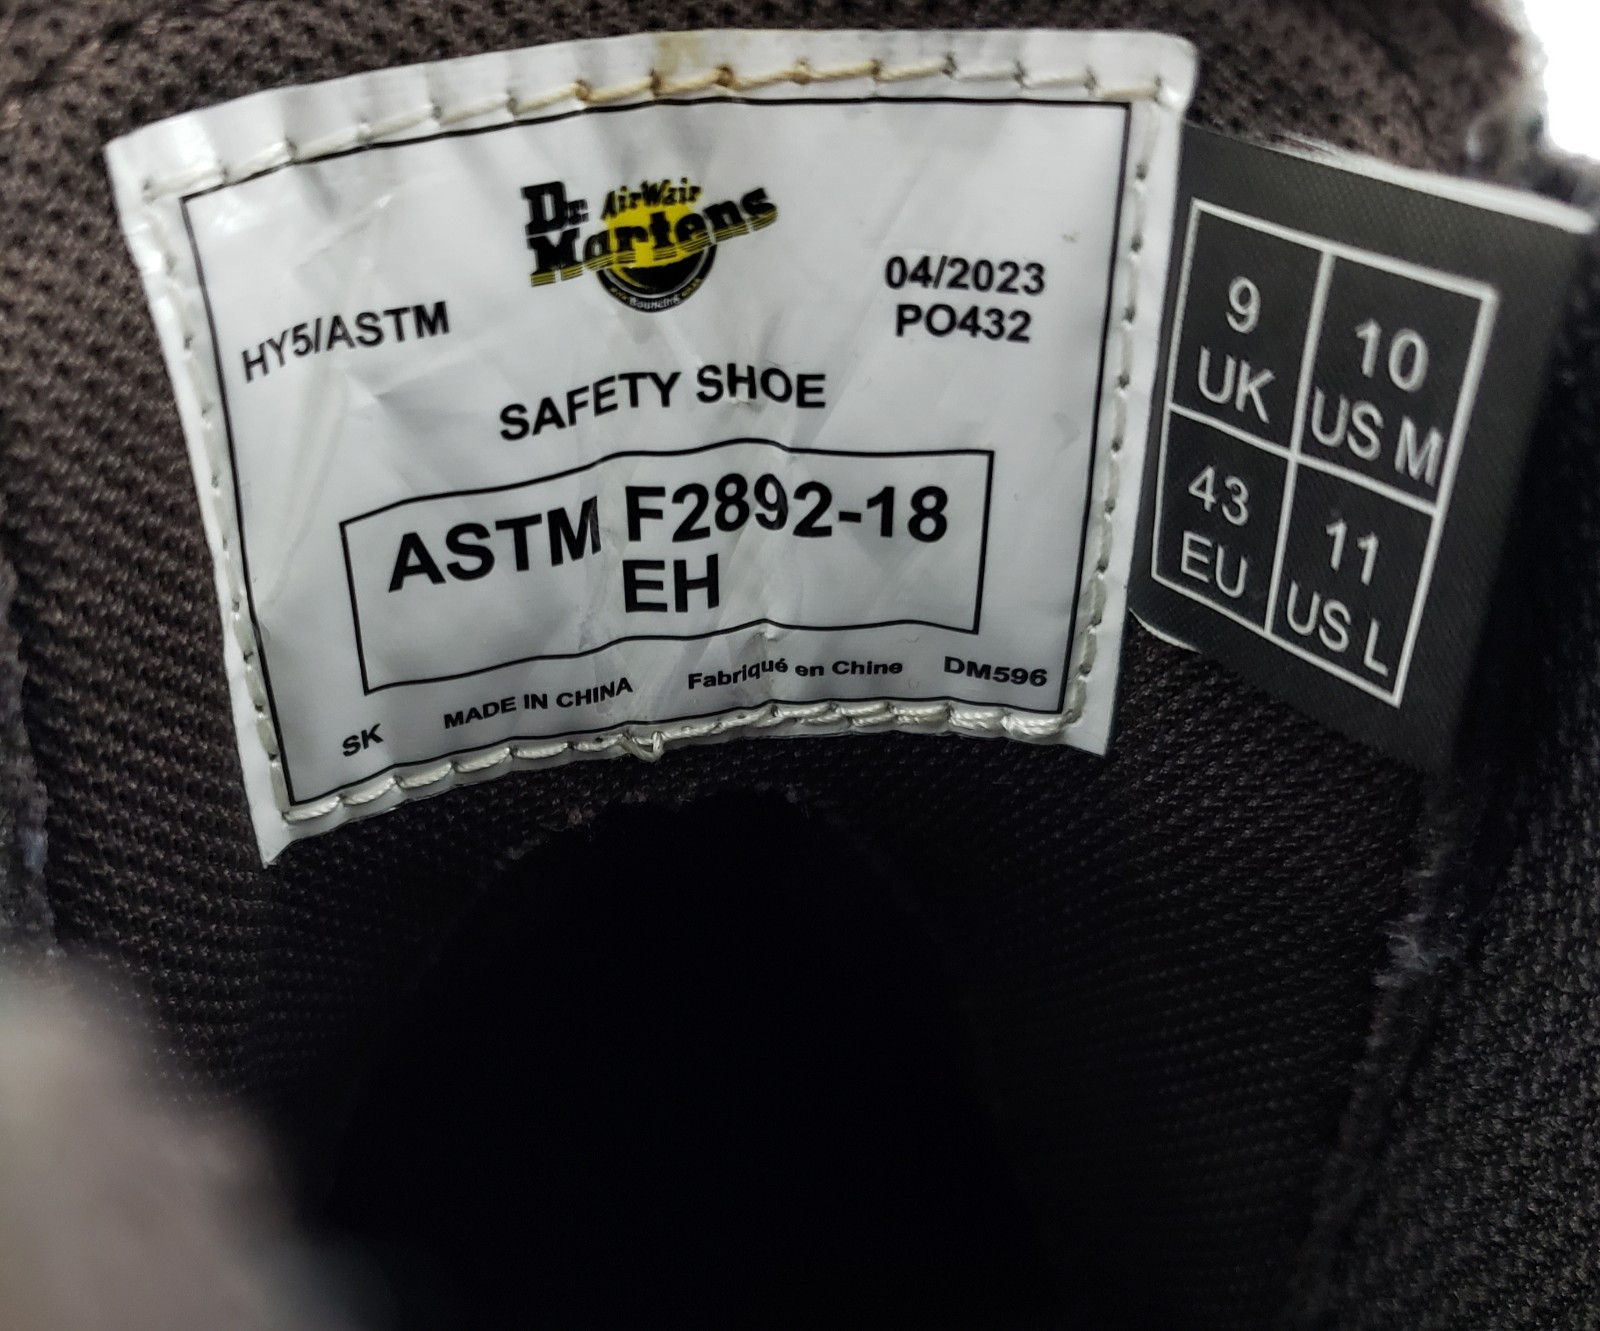 Dr. AirWair
Martens
04/2023
PO432
HY5/ASTM
SAFETY SHOE
ASTM F2892-18
EH
SK
MADE IN CHINA
Fabriqué en Chine
DM596
9
UK
10
US M
43
EU
11
US L